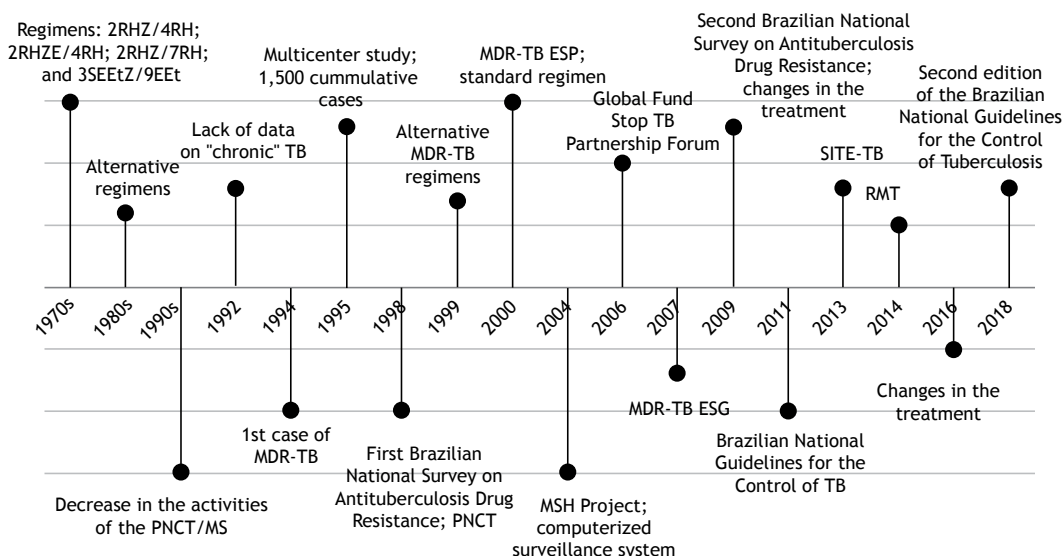 Regimens: 2RHZ/4RH;
2RHZE/4RH; 2RHZ/7RH;
and 3SEEtZ/9EEt
Alternative
regimens
Lack of data
on "chronic" TB
Multicenter study;
1,500 cummulative
cases
Alternative
MDR-TB
regimens
MDR-TB ESP;
standard regimen
Global Fund
Stop TB
Partnership Forum
Second Brazilian National
Survey on Antituberculosis
Drug Resistance;
changes in the
treatment
SITE-TB
RMT
Second edition
of the Brazilian
National Guidelines
for the Control
of Tuberculosis
1970s
1980s
1990s
1992
1994
1995
1998
1999
2000
2004
2006
2007
2009
2011
2013
2014
2016
2018
Decrease in the activities
of the PNCT/MS
1st case of
MDR-TB
First Brazilian
National Survey on
Antituberculosis Drug
Resistance; PNCT
MSH Project;
computerized
surveillance system
MDR-TB ESG
Brazilian National
Guidelines for the
Control of TB
Changes in the
treatment